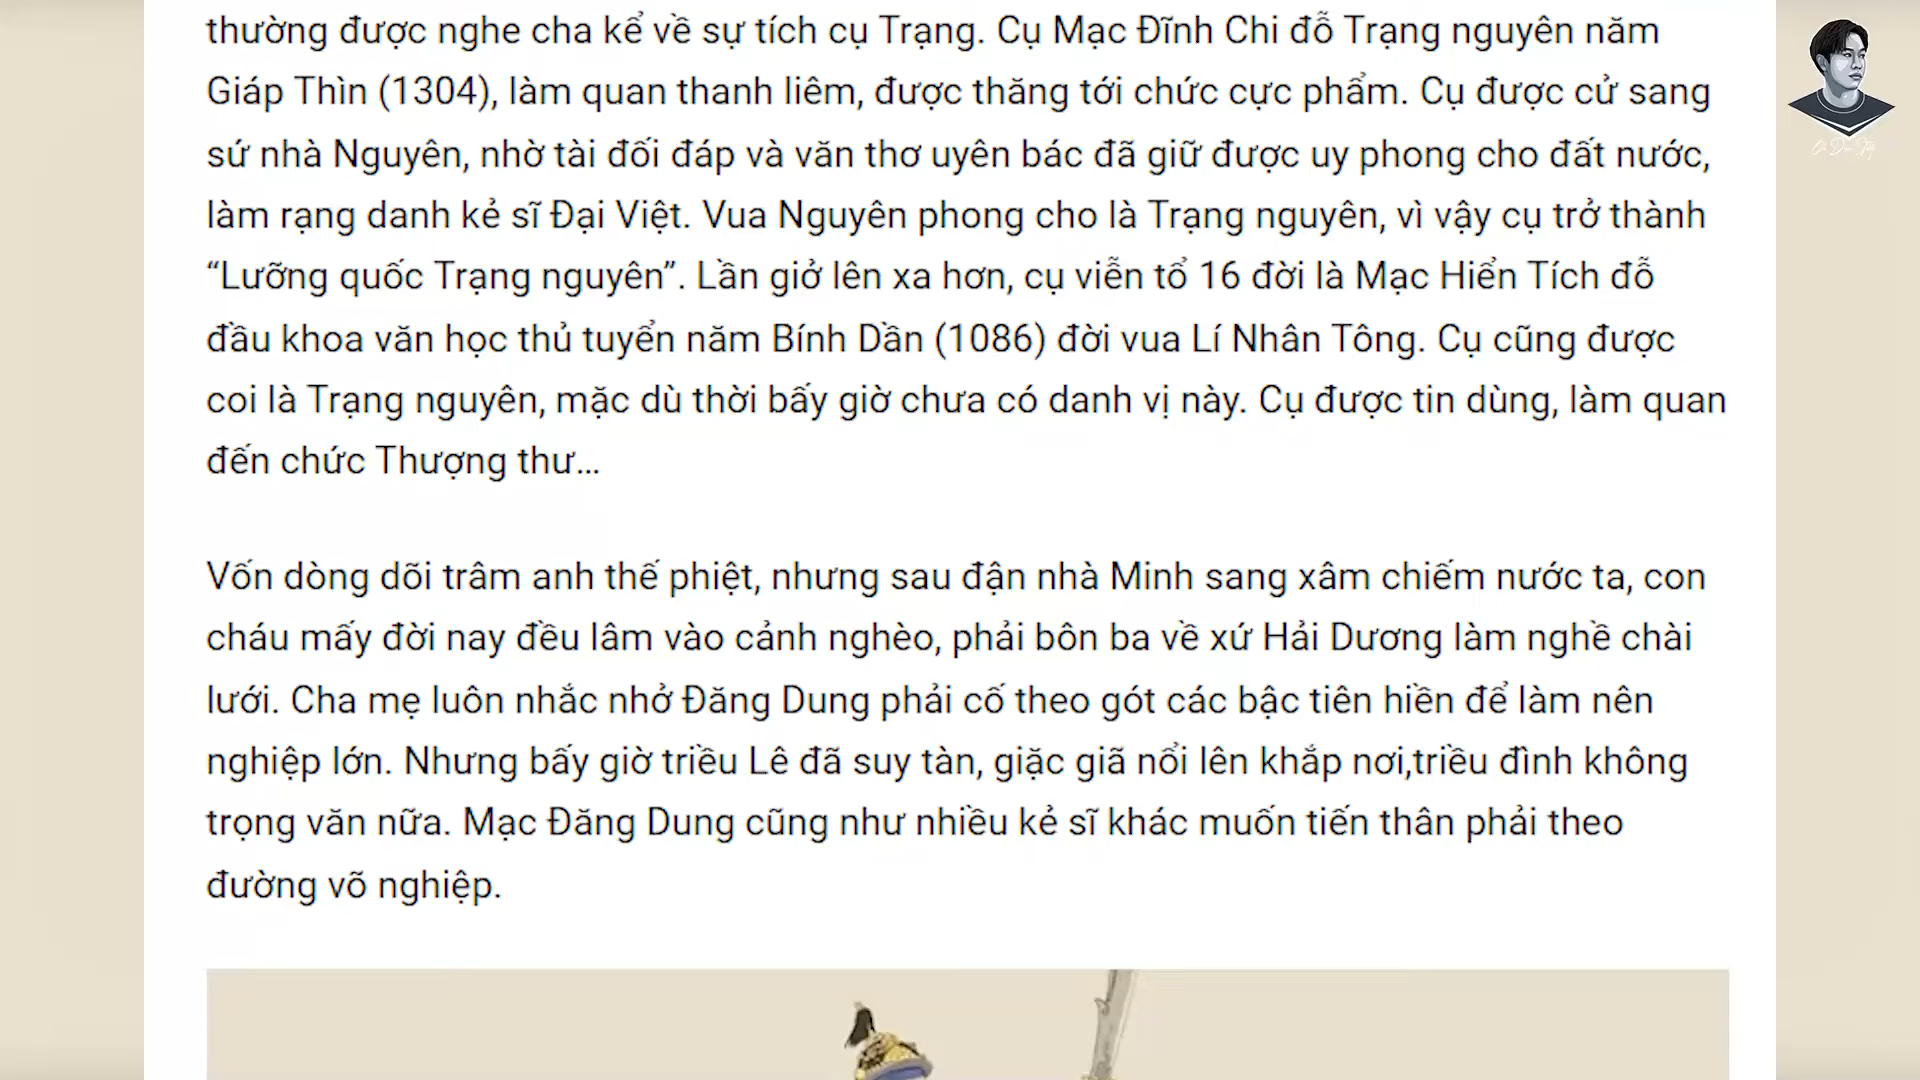 thường được nghe cha kể về sự tích cụ Trạng. Cụ Mạc Đĩnh Chi đỗ Trạng nguyên năm
Giáp Thìn (1304), làm quan thanh liêm, được thăng tới chức cực phẩm. Cụ được cử sang
sứ nhà Nguyên, nhờ tài đối đáp và văn thơ uyên bác đã giữ được uy phong cho đất nước,
làm rạng danh kẻ sĩ Đại Việt. Vua Nguyên phong cho là Trạng nguyên, vì vậy cụ trở thành
“Lưỡng quốc Trạng nguyên”. Lần giở lên xa hơn, cụ viễn tổ 16 đời là Mạc Hiển Tích đỗ
đầu khoa văn học thủ tuyển năm Bính Dần (1086) đời vua Lí Nhân Tông. Cụ cũng được
coi là Trạng nguyên, mặc dù thời bấy giờ chưa có danh vị này. Cụ được tin dùng, làm quan
đến chức Thượng thư...
Vốn dòng dõi trâm anh thế phiệt, nhưng sau đận nhà Minh sang xâm chiếm nước ta, con
cháu mấy đời nay đều lâm vào cảnh nghèo, phải bôn ba về xứ Hải Dương làm nghề chài
lưới. Cha mẹ luôn nhắc nhở Đăng Dung phải cố theo gót các bậc tiên hiền để làm nên
nghiệp lớn. Nhưng bấy giờ triều Lê đã suy tàn, giặc giã nổi lên khắp nơi,triều đình không
trọng văn nữa. Mạc Đăng Dung cũng như nhiều kẻ sĩ khác muốn tiến thân phải theo
đường võ nghiệp.